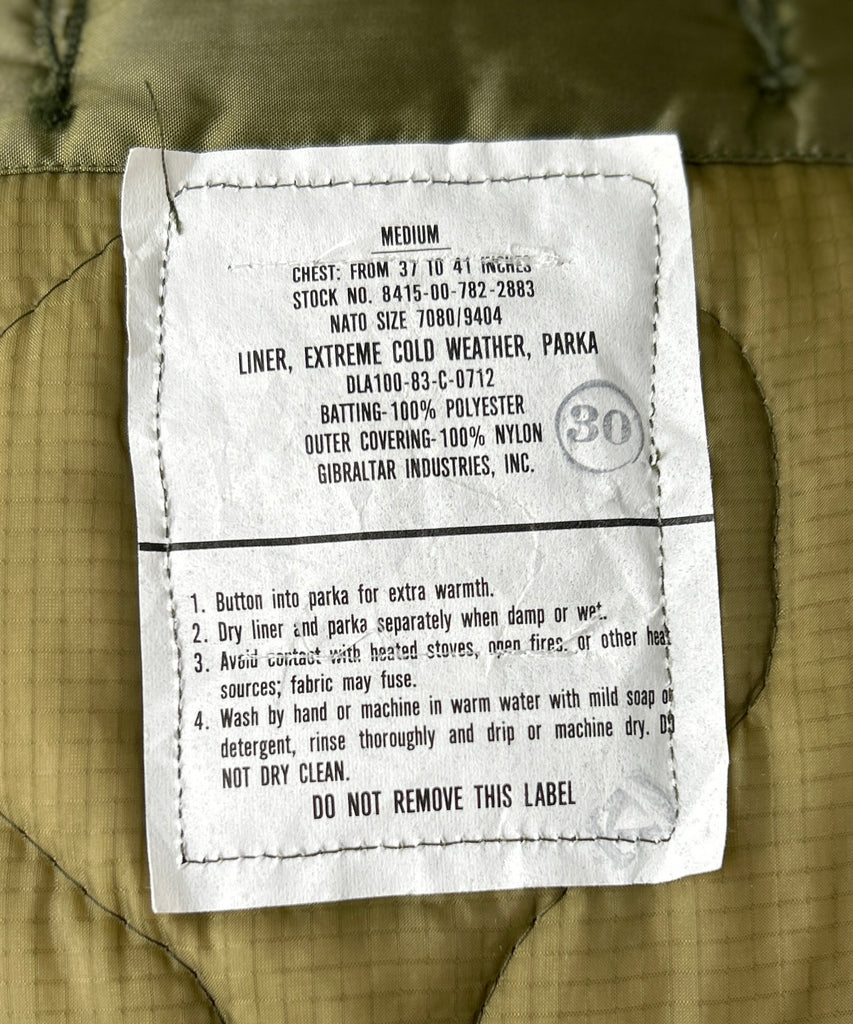 MEDIUM
CHEST: FROM 37 TO 41 INCHES
STOCK NO. 8415-00-782-2883
NATO SIZE 7080/9404
LINER, EXTREME COLD WEATHER, PARKA
DLA100-83-C-0712
BATTING-100% POLYESTER
OUTER COVERING-100% NYLON
30
GIBRALTAR INDUSTRIES, INC.
1. Button into parka for extra warmth.
2. Dry liner and parka separately when damp or wet.
3. Avoid contact with heated stoves, open fires. or other heat
sources; fabric may fuse.
4. Wash by hand or machine in warm water with mild soap or
detergent, rinse thoroughly and drip or machine dry. DO
NOT DRY CLEAN.
DO NOT REMOVE THIS LABEL